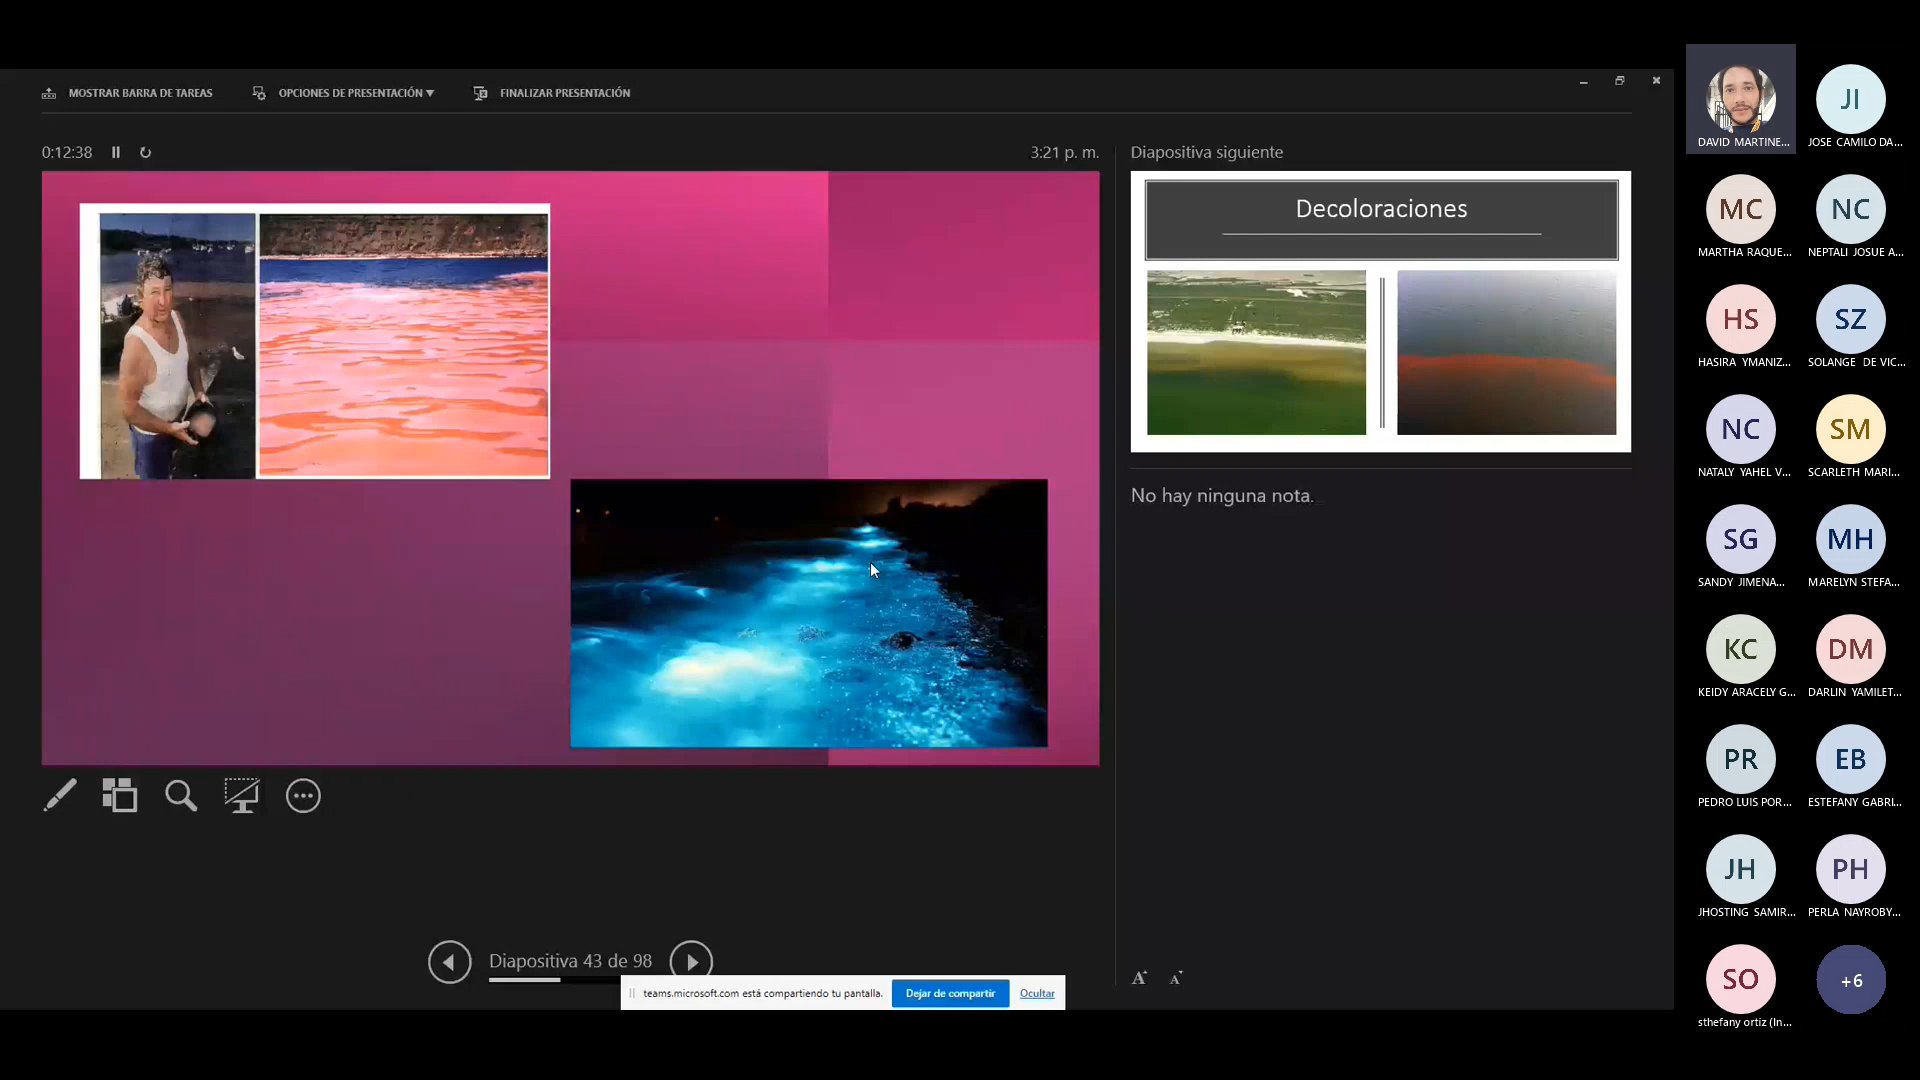 MOSTRAR BARRA DE TAREAS
OPCIONES DE PRESENTACIÓN ▾
FINALIZAR PRESENTACIÓN
0:12:38
3:21 p. m.
Diapositiva siguiente
Decoloraciones
No hay ninguna nota.
Diapositiva 43 de 98
teams.microsoft.com está compartiendo tu pantalla.
Dejar de compartir
Ocultar
A A
DAVID MARTINE...
JI
JOSE CAMILO DA...
MC
MARTHA RAQUE...
NC
NEPTALI JOSUE A...
HS
HASIRA YMANIZ...
SZ
SOLANGE DE VIC...
NC
NATALY YAHEL V...
SM
SCARLETH MARI...
SG
SANDY JIMENA...
MH
MARELYN STEFA...
KC
KEIDY ARACELY G...
DM
DARLIN YAMILET...
PR
PEDRO LUIS POR...
EB
ESTEFANY GABRI...
JH
JHOSTING SAMIR...
PH
PERLA NAYROBY...
SO
sthefany ortiz (In...
+6